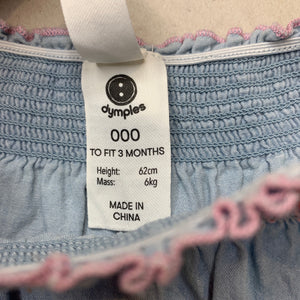 dymples
000
TO FIT 3 MONTHS
Height: 62cm
Mass: 6kg
MADE IN
CHINA